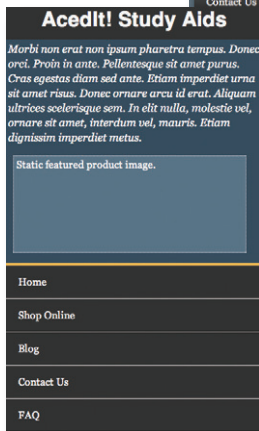 Contact Us
AcedIt! Study Aids
Morbi non erat non ipsum pharetra tempus. Donec
orci. Proin in ante. Pellentesque sit amet purus.
Cras egestas diam sed ante. Etiam imperdiet urna
sit amet risus. Donec ornare arcu id erat. Aliquam
ultrices scelerisque sem. In elit nulla, molestie vel,
ornare sit amet, interdum vel, mauris. Etiam
dignissim imperdiet metus.
Static featured product image.
Home
Shop Online
Blog
Contact Us
FAQ